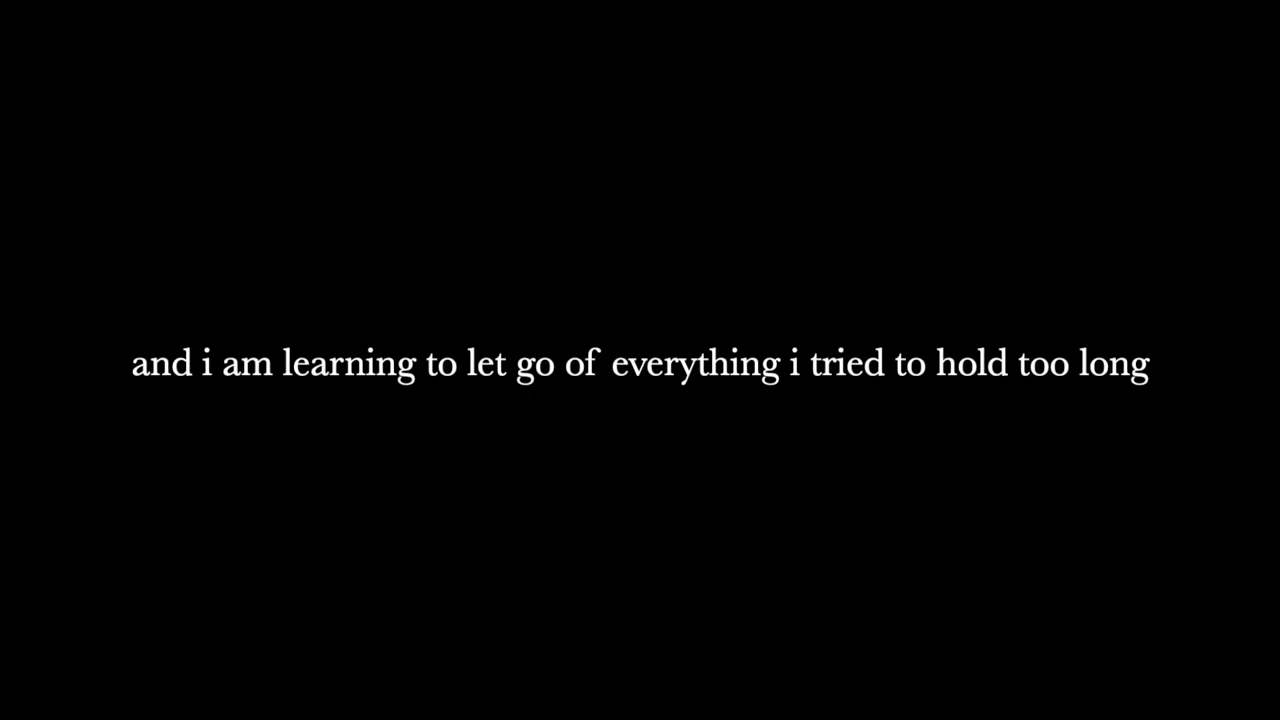 and i am learning to let go of everything i tried to hold too long